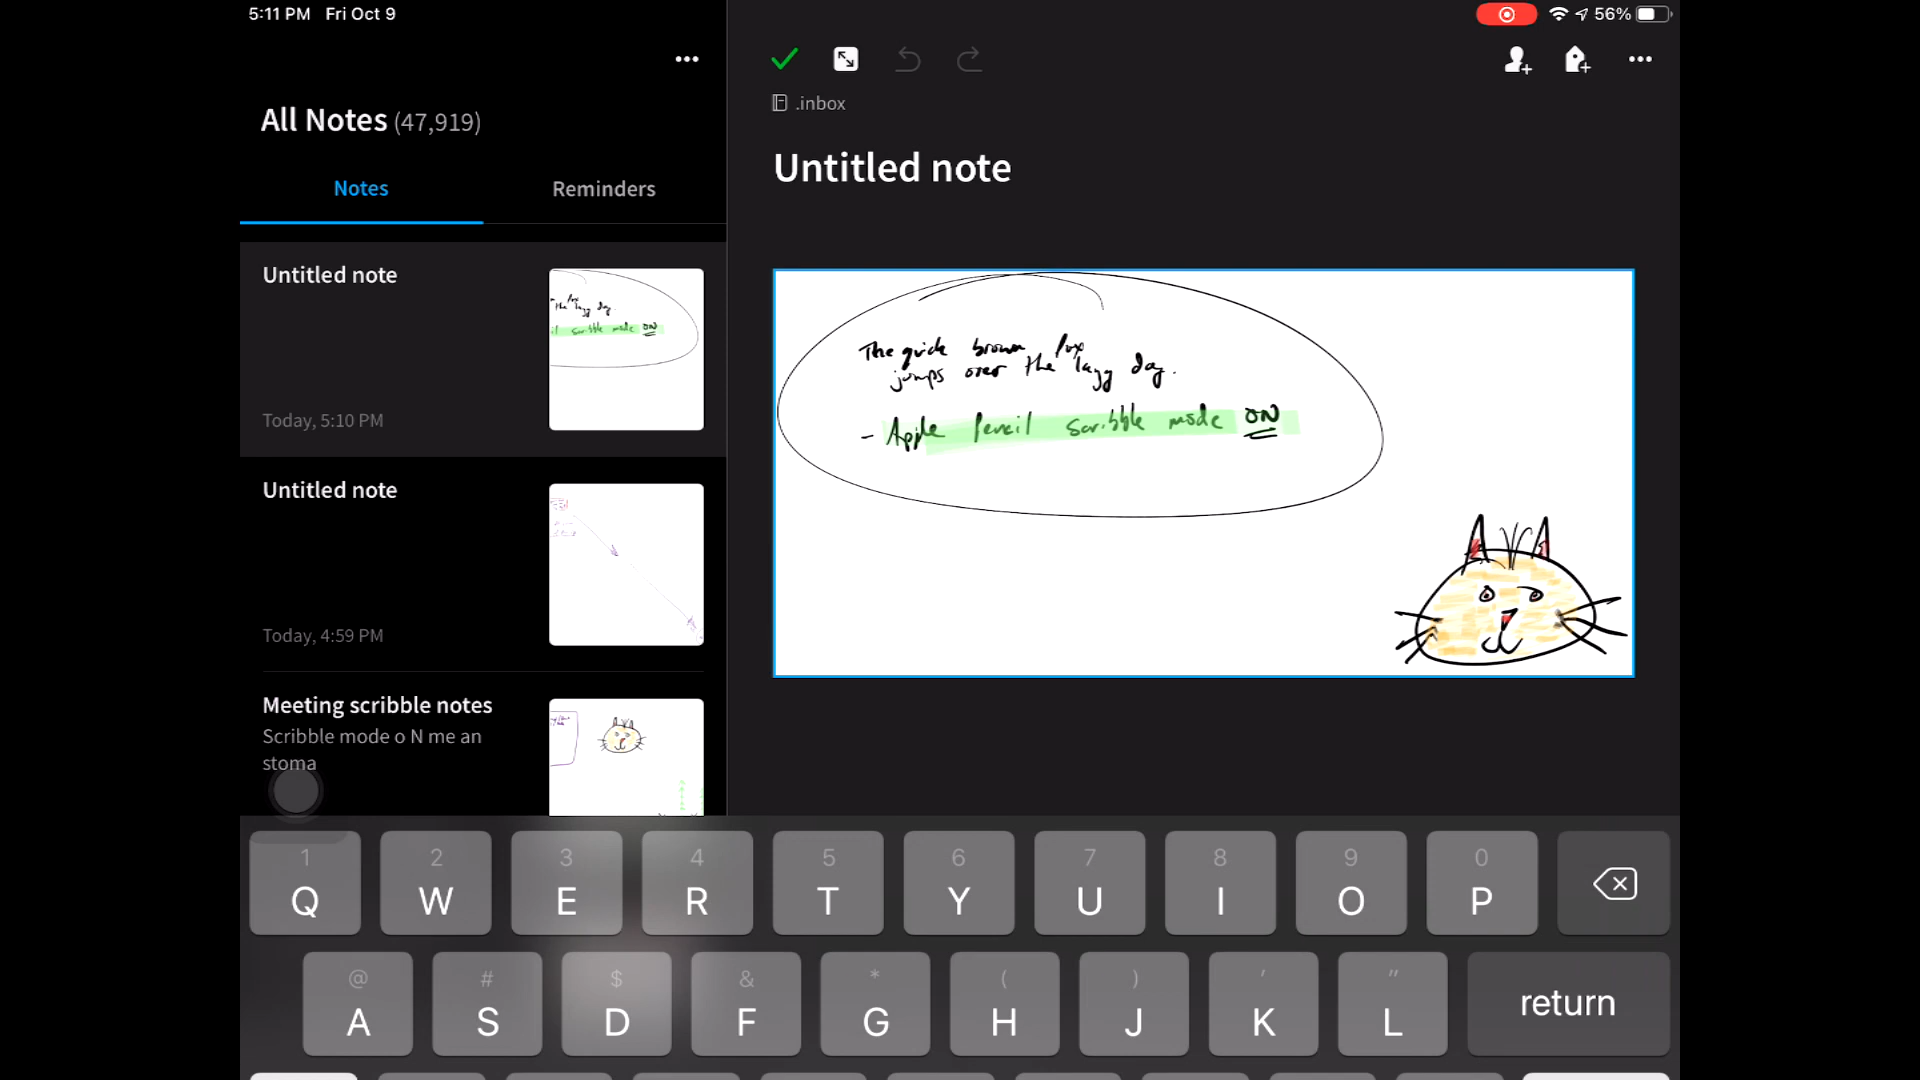 5:11 PM Fri Oct 9
56%
All Notes (47,919)
Notes Reminders
Untitled note
Today, 5:10 PM
Untitled note
Today, 4:59 PM
Meeting scribble notes
Scribble mode o N me an
stoma
.inbox
Untitled note
The quick brown fox
jumps over the lazy day.
- Apple Pencil scribble mode ON
1 2 3 4 5 6 7 8 9 0
Q W E R T Y U I O P
@ # $ & * ( ) ' "
A S D F G H J K L return